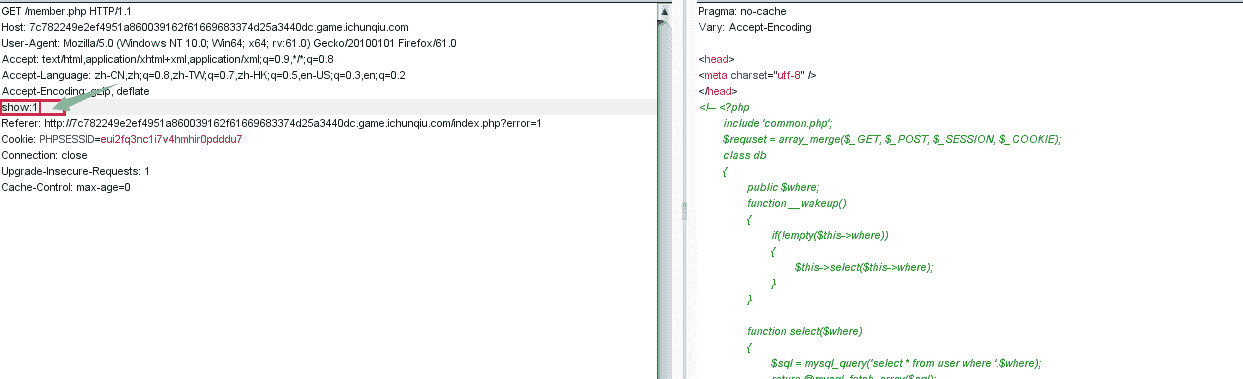 GET /member.php HTTP/1.1
Host: 7c782249e2ef4951a860039162f61669683374d25a3440dc.game.ichunqiu.com
User-Agent: Mozilla/5.0 (Windows NT 10.0; Win64; x64; rv:61.0) Gecko/20100101 Firefox/61.0
Accept: text/html,application/xhtml+xml,application/xml;q=0.9,*/*;q=0.8
Accept-Language: zh-CN,zh;q=0.8,zh-TW;q=0.7,zh-HK;q=0.5,en-US;q=0.3,en;q=0.2
Accept-Encoding: gzip, deflate
show:1
Referer: http://7c782249e2ef4951a860039162f61669683374d25a3440dc.game.ichunqiu.com/index.php?error=1
Cookie: PHPSESSID=eui2fq3nc1i7v4hmhir0pdddu7
Connection: close
Upgrade-Insecure-Requests: 1
Cache-Control: max-age=0
Pragma: no-cache
Vary: Accept-Encoding
<head>
<meta charset="utf-8" />
</head>
<!-- <?php
include 'common.php';
$requset = array_merge($_GET, $_POST, $_SESSION, $_COOKIE);
class db
{
public $where;
function __wakeup()
{
if(!empty($this->where))
{
$this->select($this->where);
}
}
function select($where)
{
$sql = mysql_query('select * from user where '.$where);
return @mysql_fetch_array($sql);